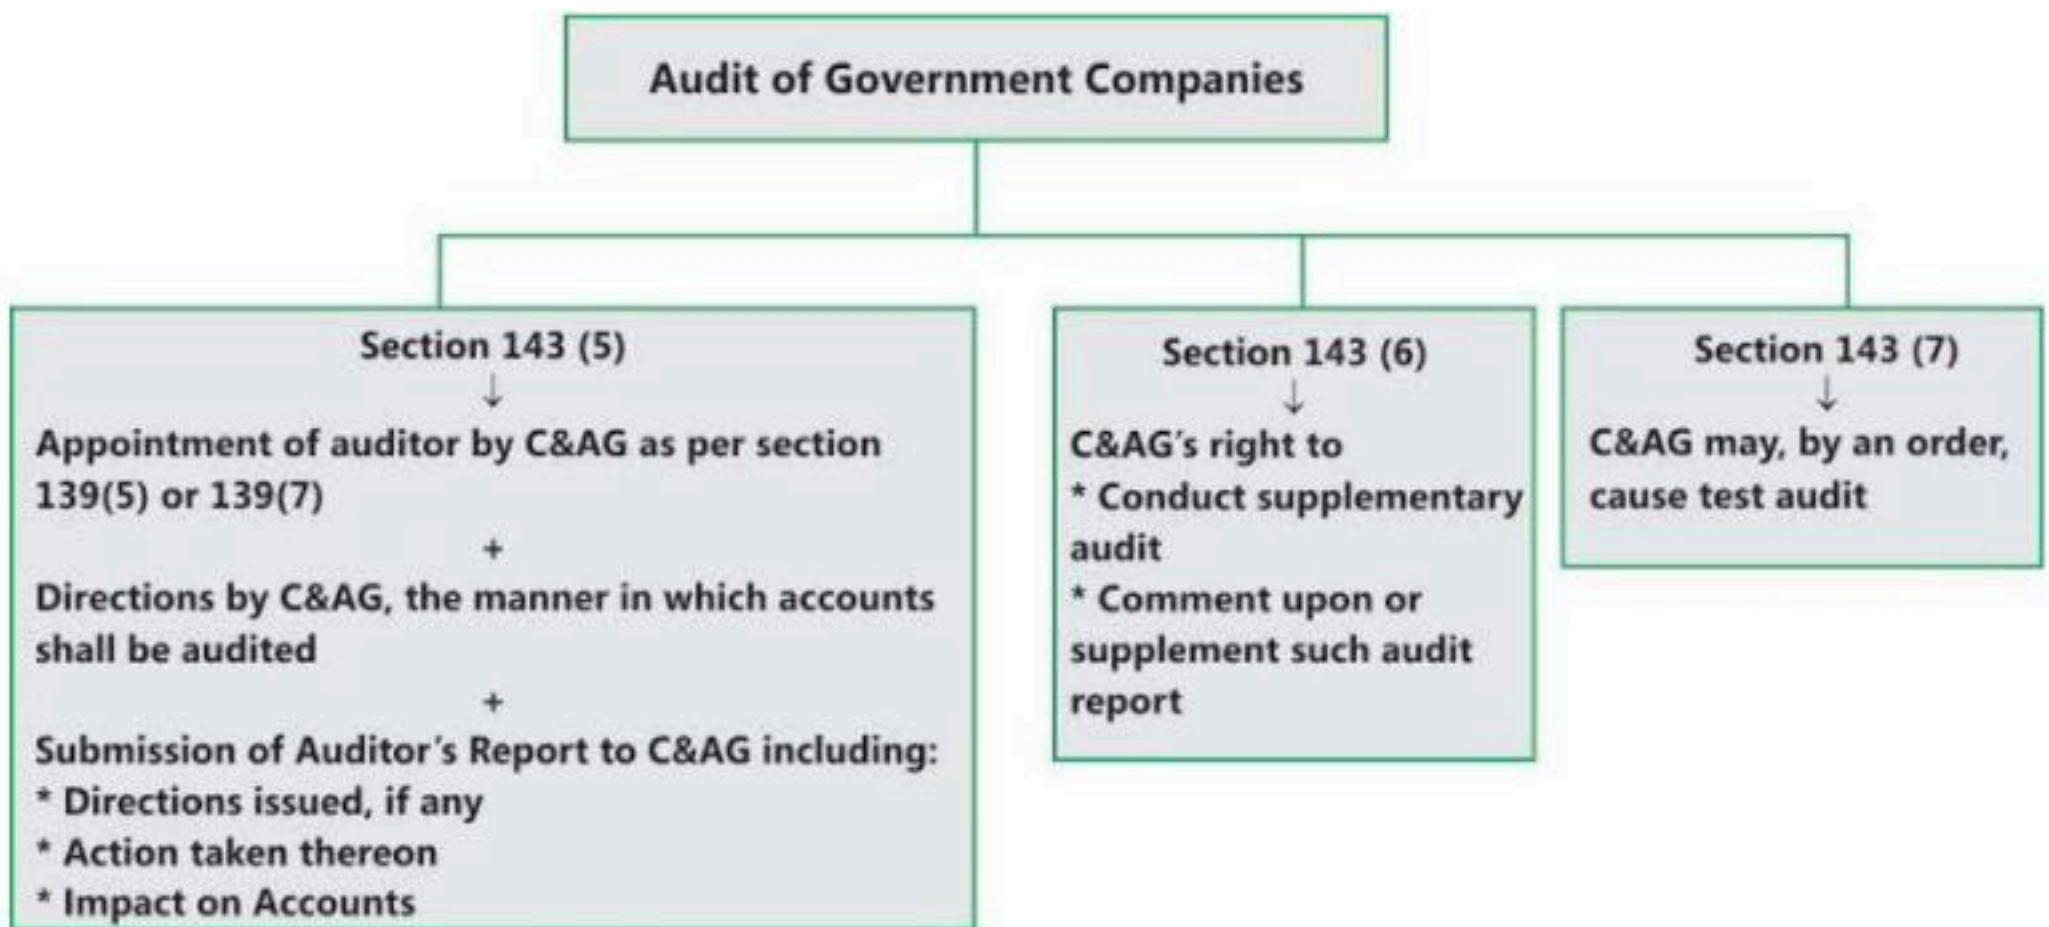 Audit of Government Companies
Section 143 (5)
↓
Appointment of auditor by C&AG as per section
139(5) or 139(7)
+
Directions by C&AG, the manner in which accounts
shall be audited
+
Submission of Auditor's Report to C&AG including:
* Directions issued, if any
* Action taken thereon
* Impact on Accounts
Section 143 (6)
↓
C&AG's right to
* Conduct supplementary
audit
* Comment upon or
supplement such audit
report
Section 143 (7)
↓
C&AG may, by an order,
cause test audit